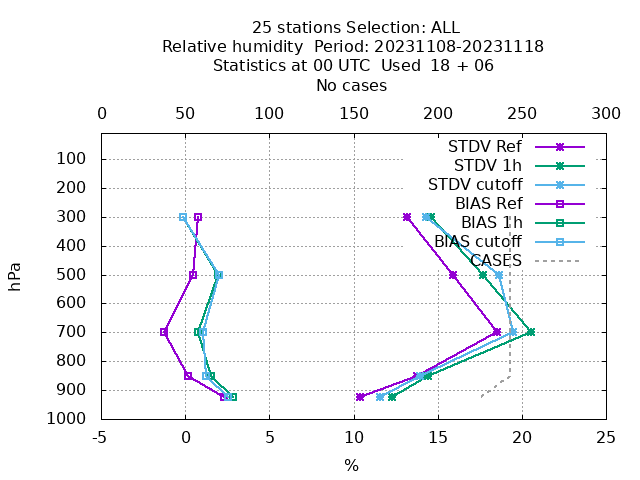 25 stations Selection: ALL
Relative humidity  Period: 20231108-20231118
Statistics at 00 UTC  Used  18 + 06
No cases
0 50 100 150 200 250 300
STDV Ref
STDV 1h
STDV cutoff
BIAS Ref
BIAS 1h
BIAS cutoff
CASES
100
200
300
400
500
600
700
800
900
1000
hPa
-5 0 5 10 15 20 25
%